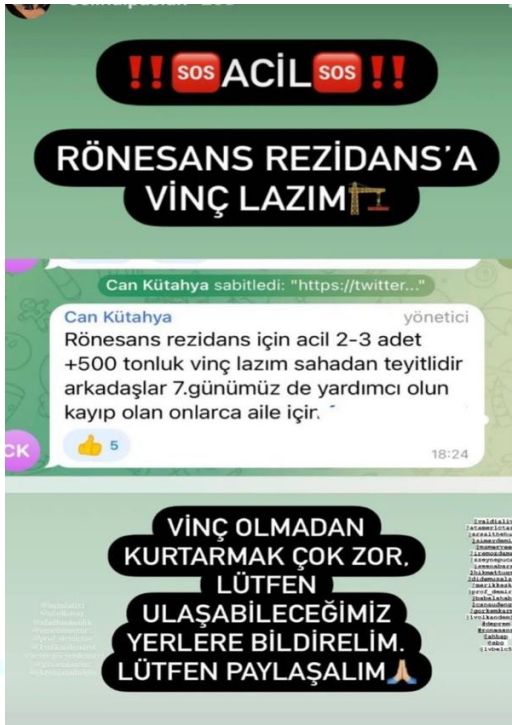 ‼️🆘ACİL🆘‼️
RÖNESANS REZİDANS'A
VİNÇ LAZIM🏗️
Can Kütahya sabitledi: "https://twitter..."
Can Kütahya yönetici
Rönesans rezidans için acil 2-3 adet
+500 tonluk vinç lazım sahadan teyitlidir
arkadaşlar 7.günümüz de yardımcı olun
kayıp olan onlarca aile içir.
CK
👍 5
18:24
VİNÇ OLMADAN
KURTARMAK ÇOK ZOR,
LÜTFEN
ULAŞABİLECEĞİMİZ
YERLERE BİLDİRELİM.
LÜTFEN PAYLAŞALIM🙏🏼